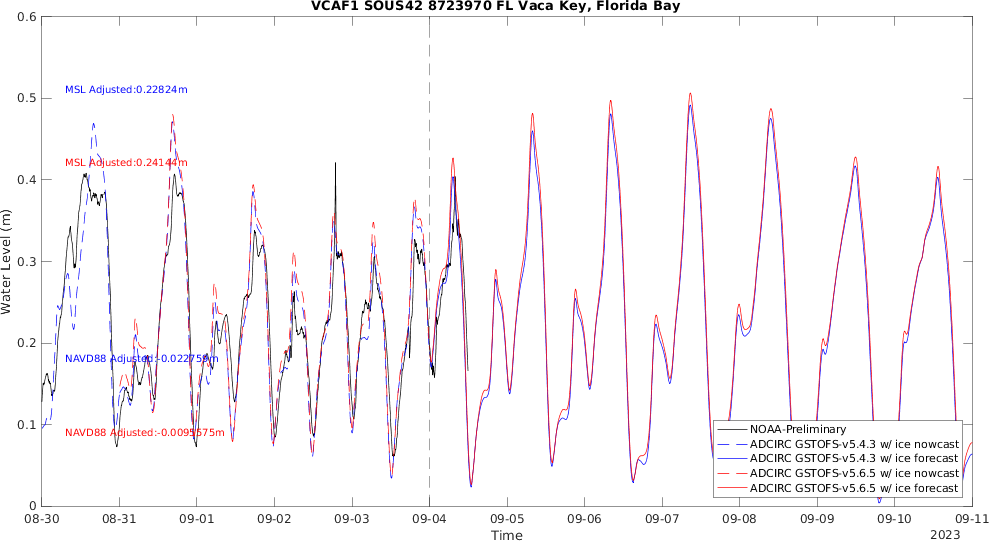 VCAF1 SOUS42 8723970 FL Vaca Key, Florida Bay
Water Level (m)
0.6
0.5
0.4
0.3
0.2
0.1
0
MSL Adjusted:0.22824m
MSL Adjusted:0.24144m
NAVD88 Adjusted:-0.022759m
NAVD88 Adjusted:-0.0095575m
NOAA-Preliminary
ADCIRC GSTOFS-v5.4.3 w/ ice nowcast
ADCIRC GSTOFS-v5.4.3 w/ ice forecast
ADCIRC GSTOFS-v5.6.5 w/ ice nowcast
ADCIRC GSTOFS-v5.6.5 w/ ice forecast
08-30 08-31 09-01 09-02 09-03 09-04 09-05 09-06 09-07 09-08 09-09 09-10 09-11
Time
2023